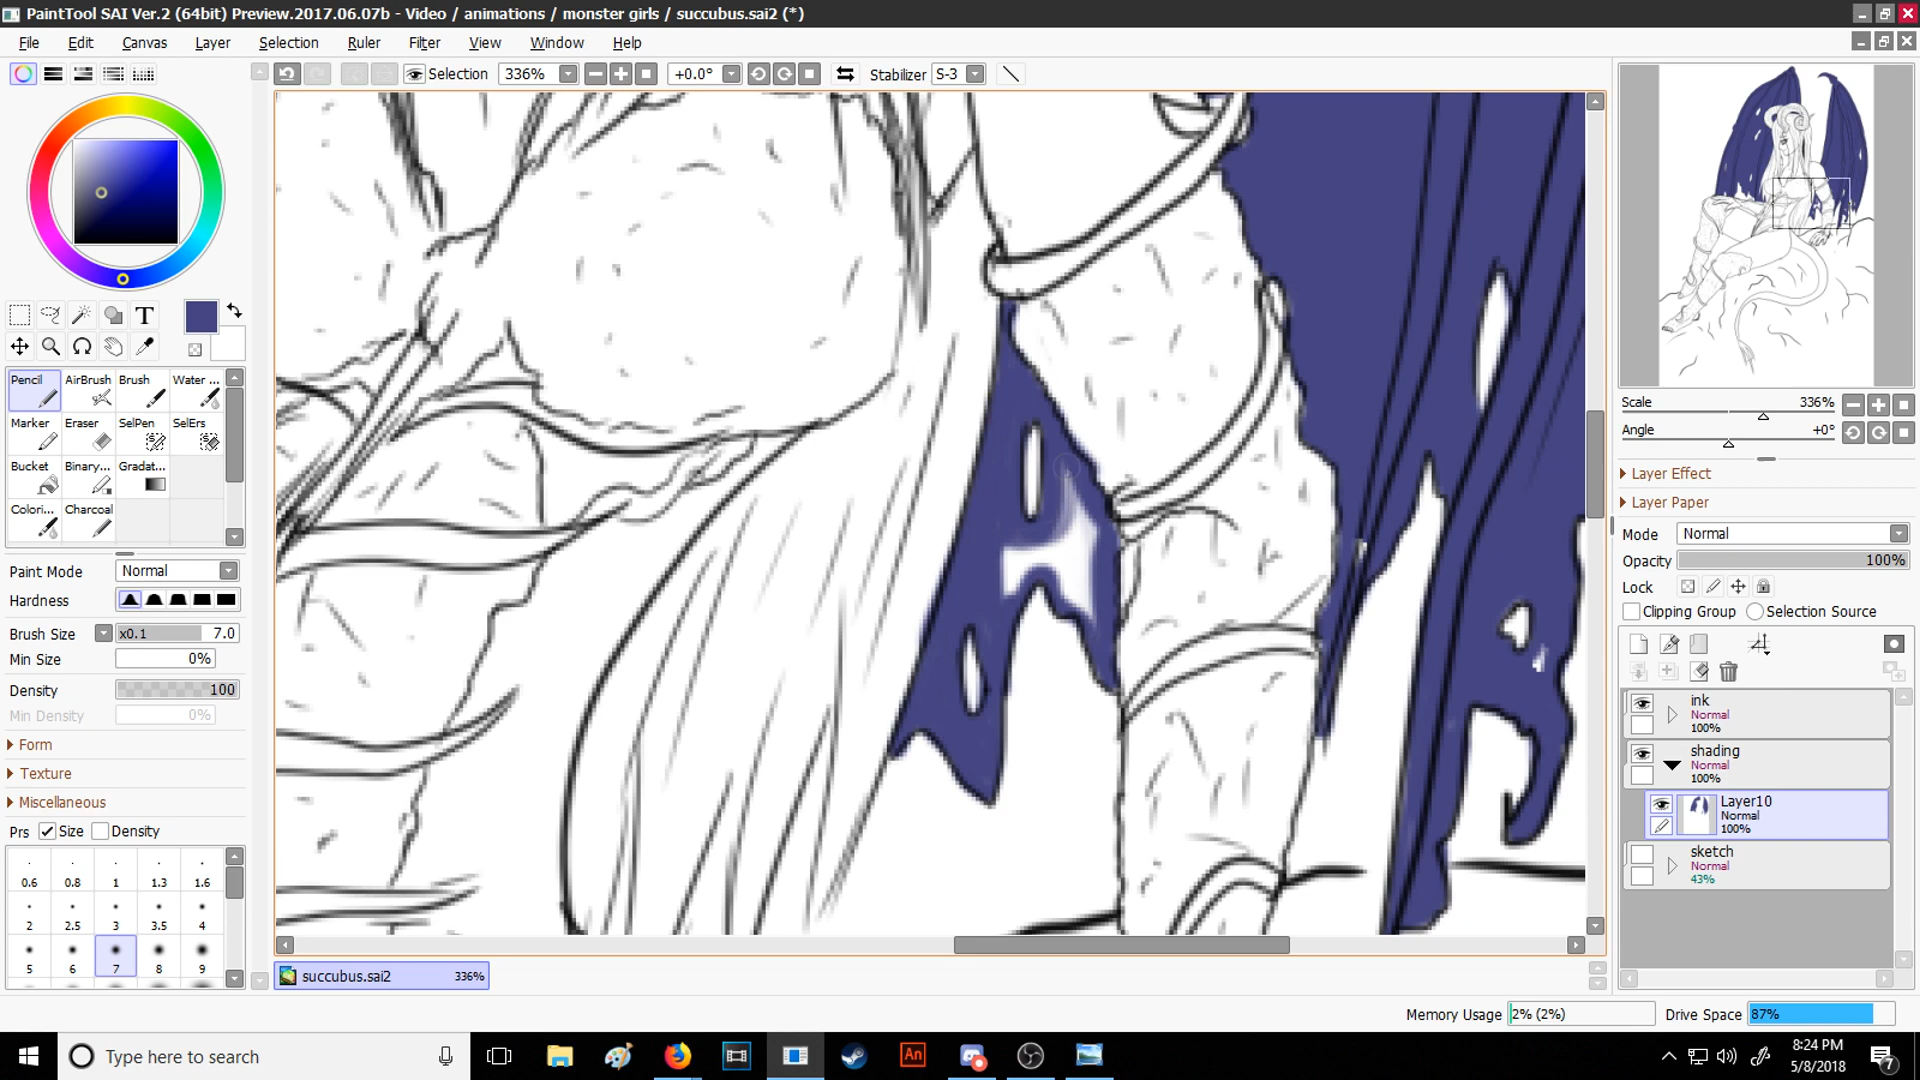 PaintTool SAI Ver.2 (64bit) Preview.2017.06.07b - Video / animations / monster girls / succubus.sai2 (*)
File Edit Canvas Layer Selection Ruler Filter View Window Help
Selection 336% +0.0° Stabilizer S-3
T
Pencil AirBrush Brush Water ...
Marker Eraser SelPen SelErs
Bucket Binary... Gradat...
Colori... Charcoal
Paint Mode Normal
Hardness
Brush Size x0.1 7.0
Min Size 0%
Density 100
Min Density 0%
Form
Texture
Miscellaneous
Prs Size Density
0.6 0.8 1 1.3 1.6
2 2.5 3 3.5 4
5 6 7 8 9
succubus.sai2 336%
Scale 336%
Angle +0°
Layer Effect
Layer Paper
Mode Normal
Opacity 100%
Lock
Clipping Group Selection Source
ink
Normal
100%
shading
Normal
100%
Layer10
Normal
100%
sketch
Normal
43%
Memory Usage 2% (2%) Drive Space 87%
Type here to search
An
8:24 PM
5/8/2018
7